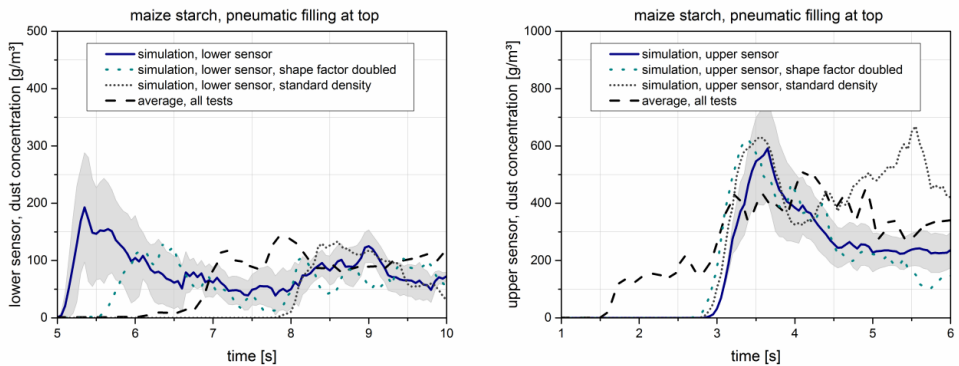 maize starch, pneumatic filling at top
lower sensor, dust concentration [g/m³]
500
400
300
200
100
0
simulation, lower sensor
simulation, lower sensor, shape factor doubled
simulation, lower sensor, standard density
average, all tests
5
6
7
8
9
10
time [s]
maize starch, pneumatic filling at top
upper sensor, dust concentration [g/m³]
1000
800
600
400
200
0
simulation, upper sensor
simulation, upper sensor, shape factor doubled
simulation, upper sensor, standard density
average, all tests
1
2
3
4
5
6
time [s]